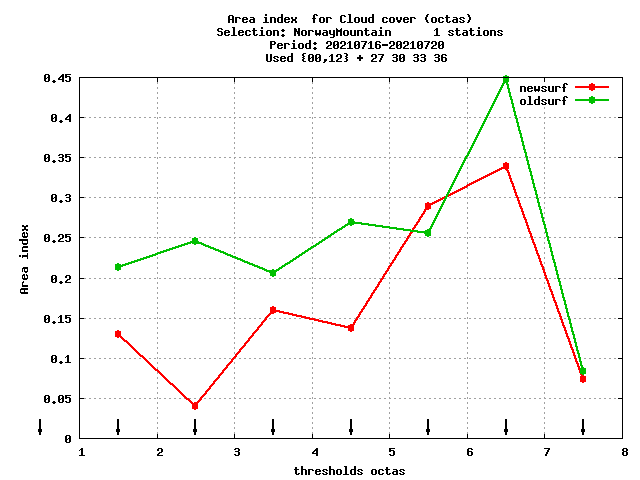 Area index  for Cloud cover (octas)
Selection: NorwayMountain      1 stations
Period: 20210716-20210720
Used {00,12} + 27 30 33 36
newsurf
oldsurf
0.45
0.4
0.35
0.3
0.25
0.2
0.15
0.1
0.05
0
Area index
1 2 3 4 5 6 7 8
thresholds octas